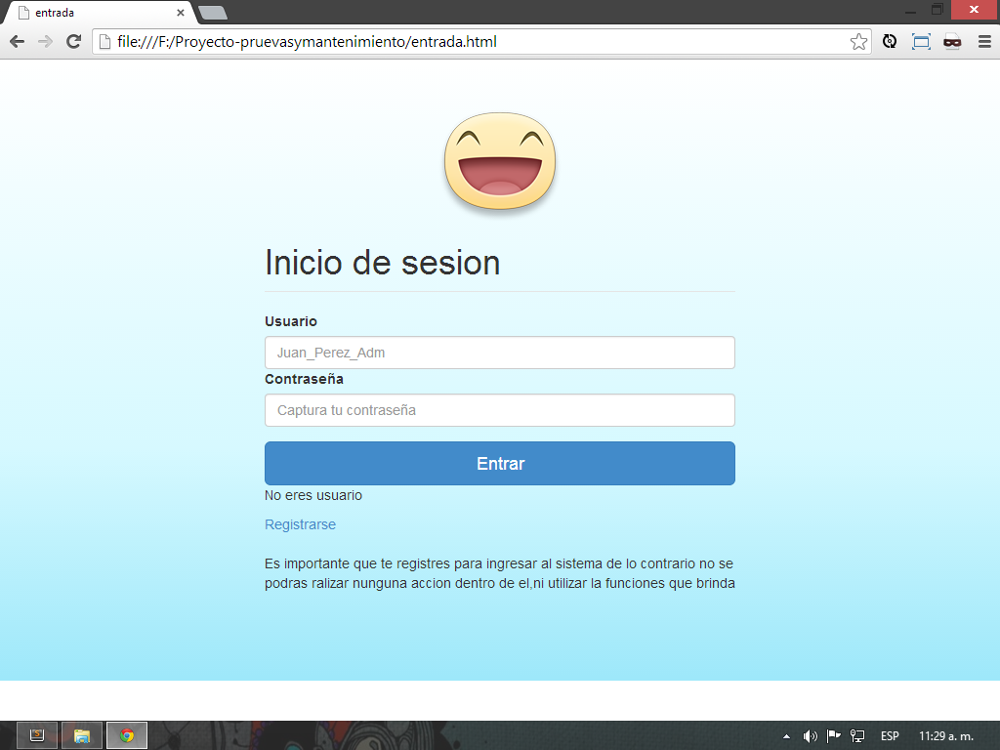 entrada
file:///F:/Proyecto-pruevasymantenimiento/entrada.html
Inicio de sesion
Usuario
Juan_Perez_Adm
Contraseña
Captura tu contraseña
Entrar
No eres usuario
Registrarse
Es importante que te registres para ingresar al sistema de lo contrario no se
podras ralizar nunguna accion dentro de el,ni utilizar la funciones que brinda
ESP
11:29 a. m.